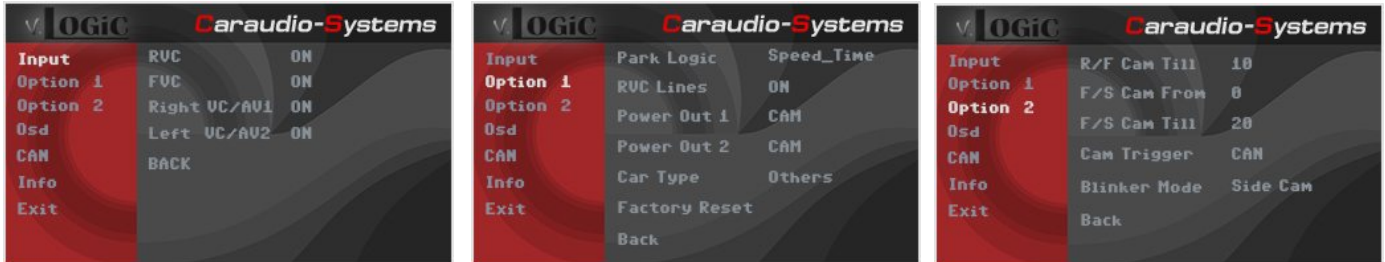 v.LOGiC Caraudio-Systems
Input RVC ON
Option 1 FVC ON
Option 2 Right VC/AV1 ON
Osd Left VC/AV2 ON
CAN BACK
Info
Exit
v.LOGiC Caraudio-Systems
Input Park Logic Speed_Time
Option 1 RVC Lines ON
Option 2 Power Out 1 CAM
Osd Power Out 2 CAM
CAN Car Type Others
Info Factory Reset
Exit Back
v.LOGiC Caraudio-Systems
Input R/F Cam Till 10
Option 1 F/S Cam From 0
Option 2 F/S Cam Till 20
Osd Cam Trigger CAN
CAN Blinker Mode Side Cam
Info Back
Exit